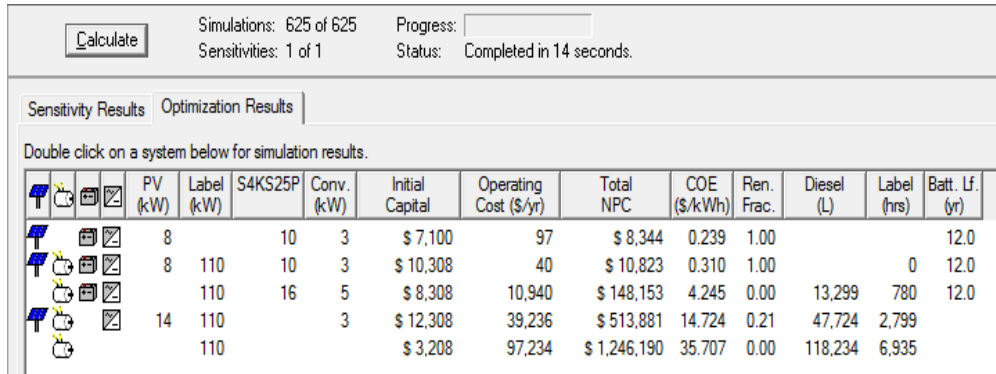 Calculate Simulations: 625 of 625 Progress:
Sensitivities: 1 of 1 Status: Completed in 14 seconds.
Sensitivity Results Optimization Results
Double click on a system below for simulation results.
PV (kW) Label (kW) S4KS25P Conv. (kW) Initial Capital Operating Cost ($/yr) Total NPC COE ($/kWh) Ren. Frac. Diesel (L) Label (hrs) Batt. Lf. (yr)
8 10 3 $ 7,100 97 $ 8,344 0.239 1.00 12.0
8 110 10 3 $ 10,308 40 $ 10,823 0.310 1.00 0 12.0
110 16 5 $ 8,308 10,940 $ 148,153 4.245 0.00 13,299 780 12.0
14 110 3 $ 12,308 39,236 $ 513,881 14.724 0.21 47,724 2,799
110 $ 3,208 97,234 $ 1,246,190 35.707 0.00 118,234 6,935